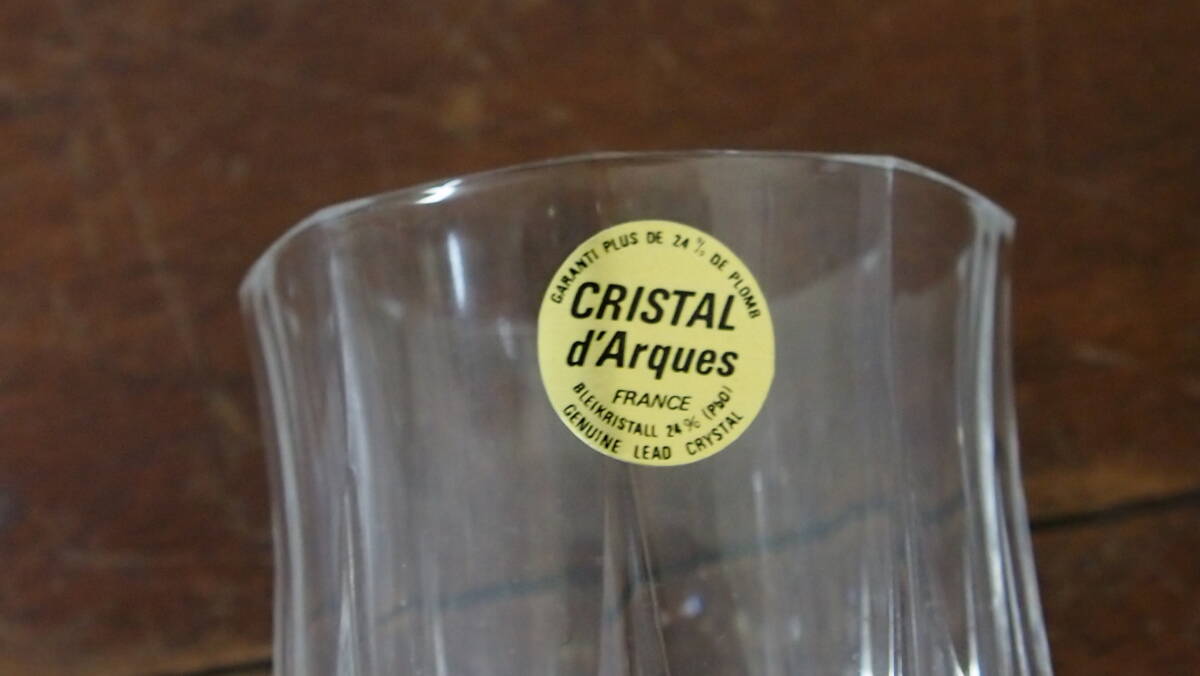 GARANTI PLUS DE 24% DE PLOMB
CRISTAL
d'Arques
FRANCE
BLEIKRISTALL 24% (PbO)
GENUINE LEAD CRYSTAL